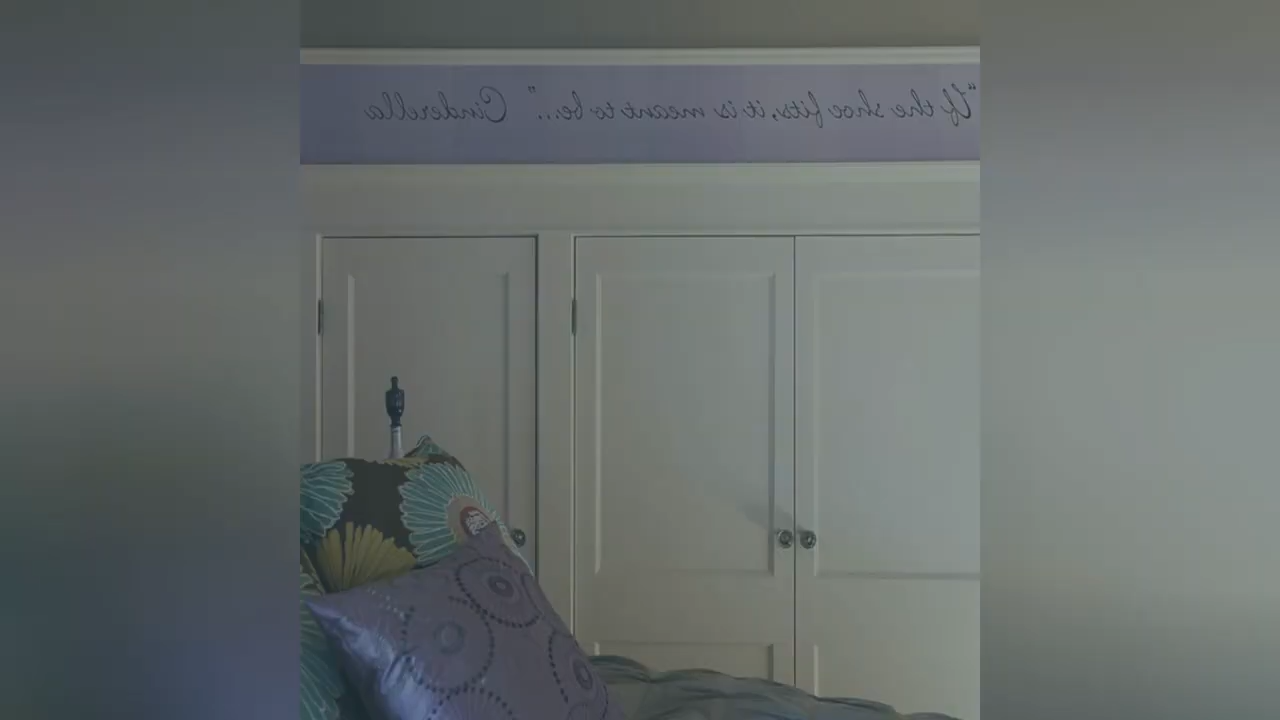 "If the shoe fits, it is meant to be..." Cinderella